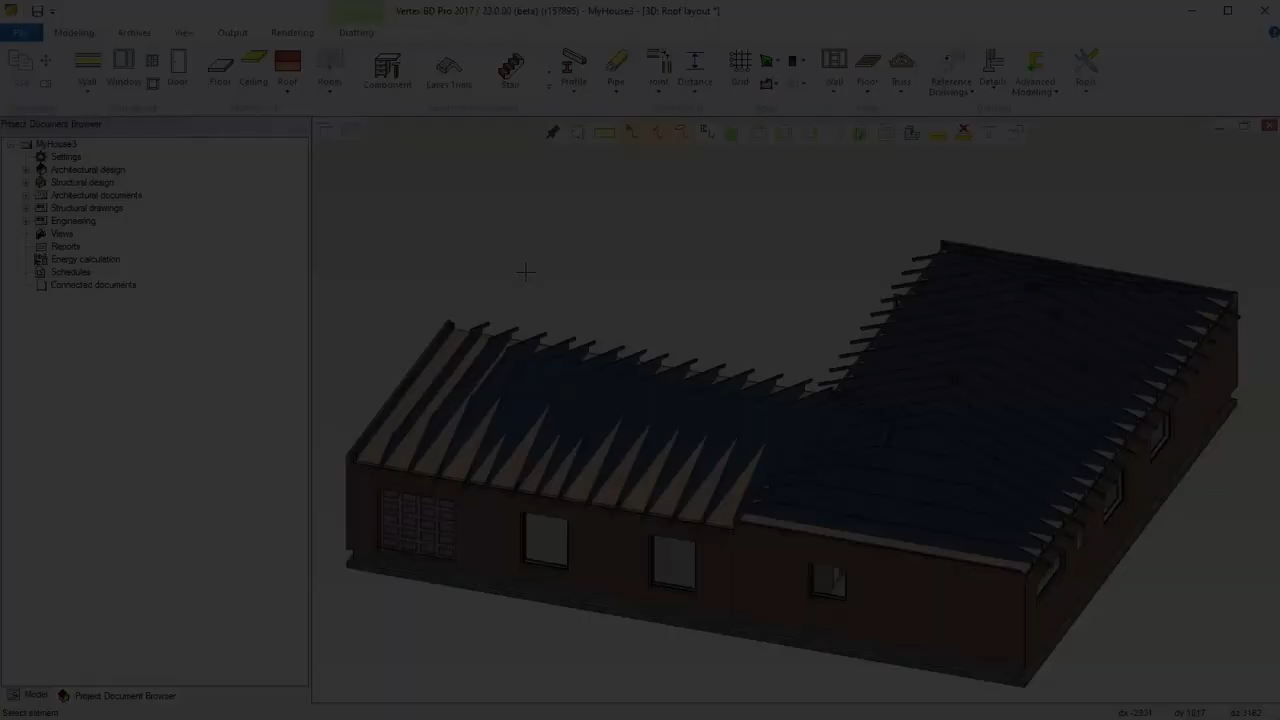 Vertex BD Pro 2017 / 23.0.00 (beta) (r157895) - MyHouse3 - [3D: Roof layout *]
File Modeling Archives View Output Rendering Drafting
Wall Window Door Floor Ceiling Roof Room Component Layer Trims Stair Profile Pipe Joint Distance Grid Wall Floor Truss Reference Drawings Details Advanced Modeling Tools
Project Document Browser
MyHouse3
Settings
Architectural design
Structural design
Architectural documents
Structural drawings
Engineering
Views
Reports
Energy calculation
Schedules
Connected documents
Model Project Document Browser
Select element